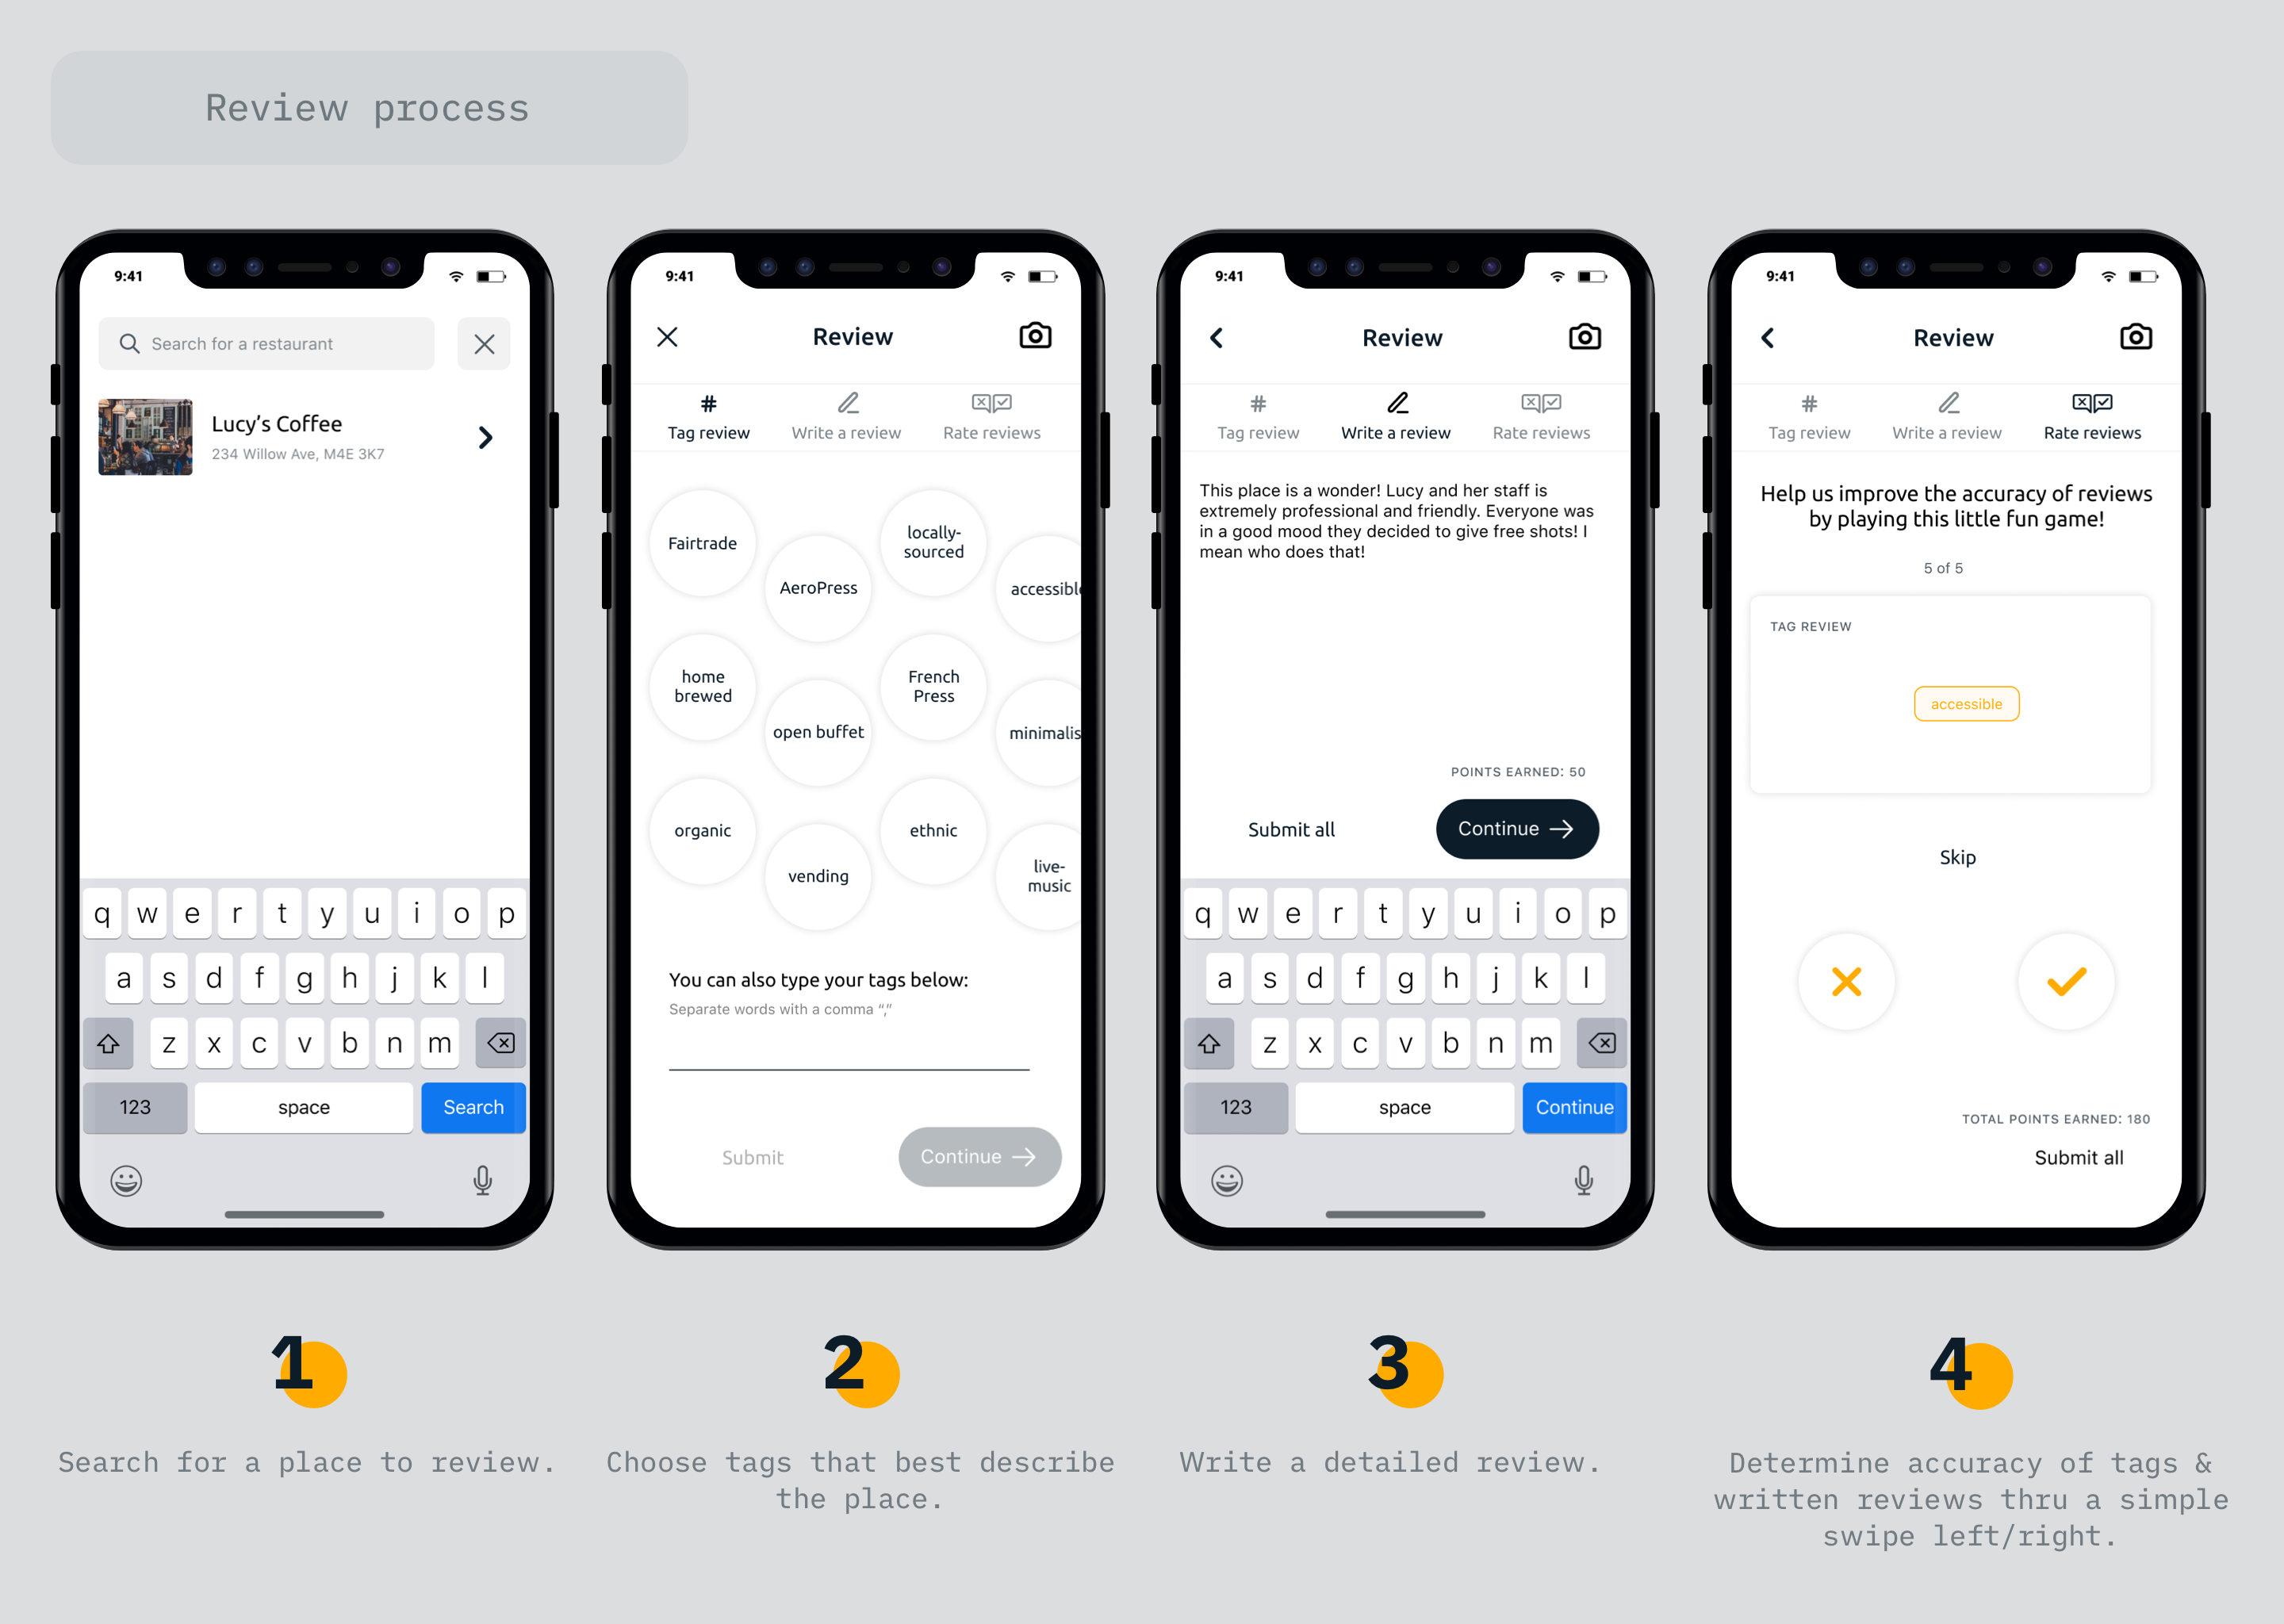 Review process
9:41
Search for a restaurant
Lucy’s Coffee
234 Willow Ave, M4E 3K7
q w e r t y u i o p
a s d f g h j k l
z x c v b n m
123 space Search
9:41
Review
#
Tag review Write a review Rate reviews
Fairtrade
AeroPress
locally-
sourced
accessible
home
brewed
open buffet
French
Press
minimalis
organic
vending
ethnic
live-
music
You can also type your tags below:
Separate words with a comma “,”
Submit Continue
9:41
Review
#
Tag review Write a review Rate reviews
This place is a wonder! Lucy and her staff is
extremely professional and friendly. Everyone was
in a good mood they decided to give free shots! I
mean who does that!
POINTS EARNED: 50
Submit all Continue
q w e r t y u i o p
a s d f g h j k l
z x c v b n m
123 space Continue
9:41
Review
#
Tag review Write a review Rate reviews
Help us improve the accuracy of reviews
by playing this little fun game!
5 of 5
TAG REVIEW
accessible
Skip
TOTAL POINTS EARNED: 180
Submit all
1
Search for a place to review.
2
Choose tags that best describe
the place.
3
Write a detailed review.
4
Determine accuracy of tags &
written reviews thru a simple
swipe left/right.